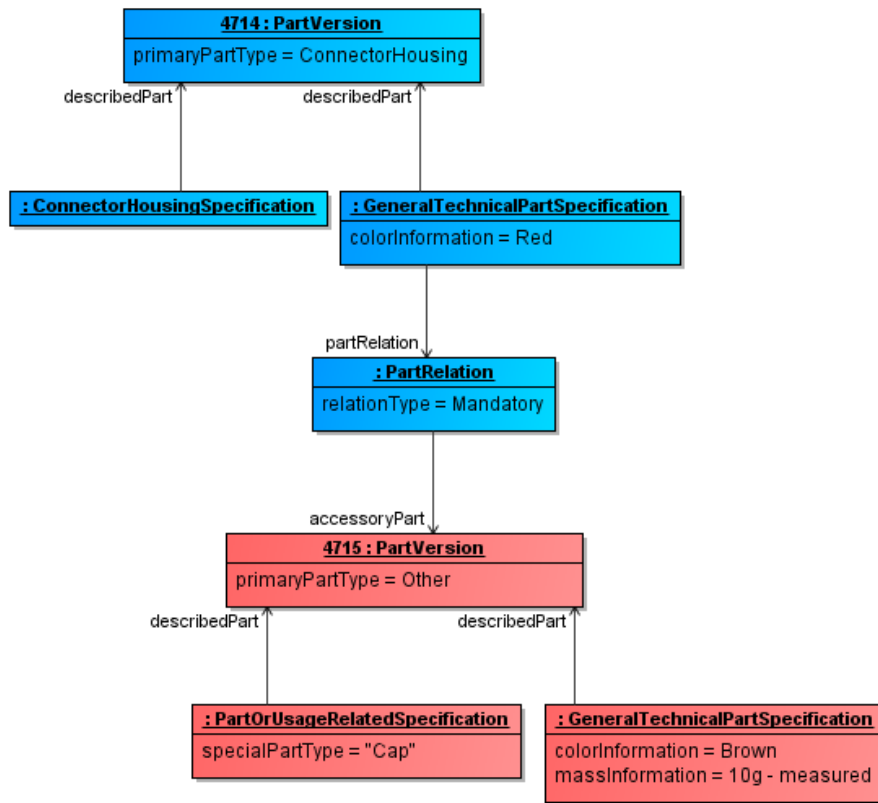 4714 : PartVersion
primaryPartType = ConnectorHousing
describedPart
describedPart
: ConnectorHousingSpecification
: GeneralTechnicalPartSpecification
colorInformation = Red
partRelation
: PartRelation
relationType = Mandatory
accessoryPart
4715 : PartVersion
primaryPartType = Other
describedPart
describedPart
: PartOrUsageRelatedSpecification
specialPartType = "Cap"
: GeneralTechnicalPartSpecification
colorInformation = Brown
massInformation = 10g - measured